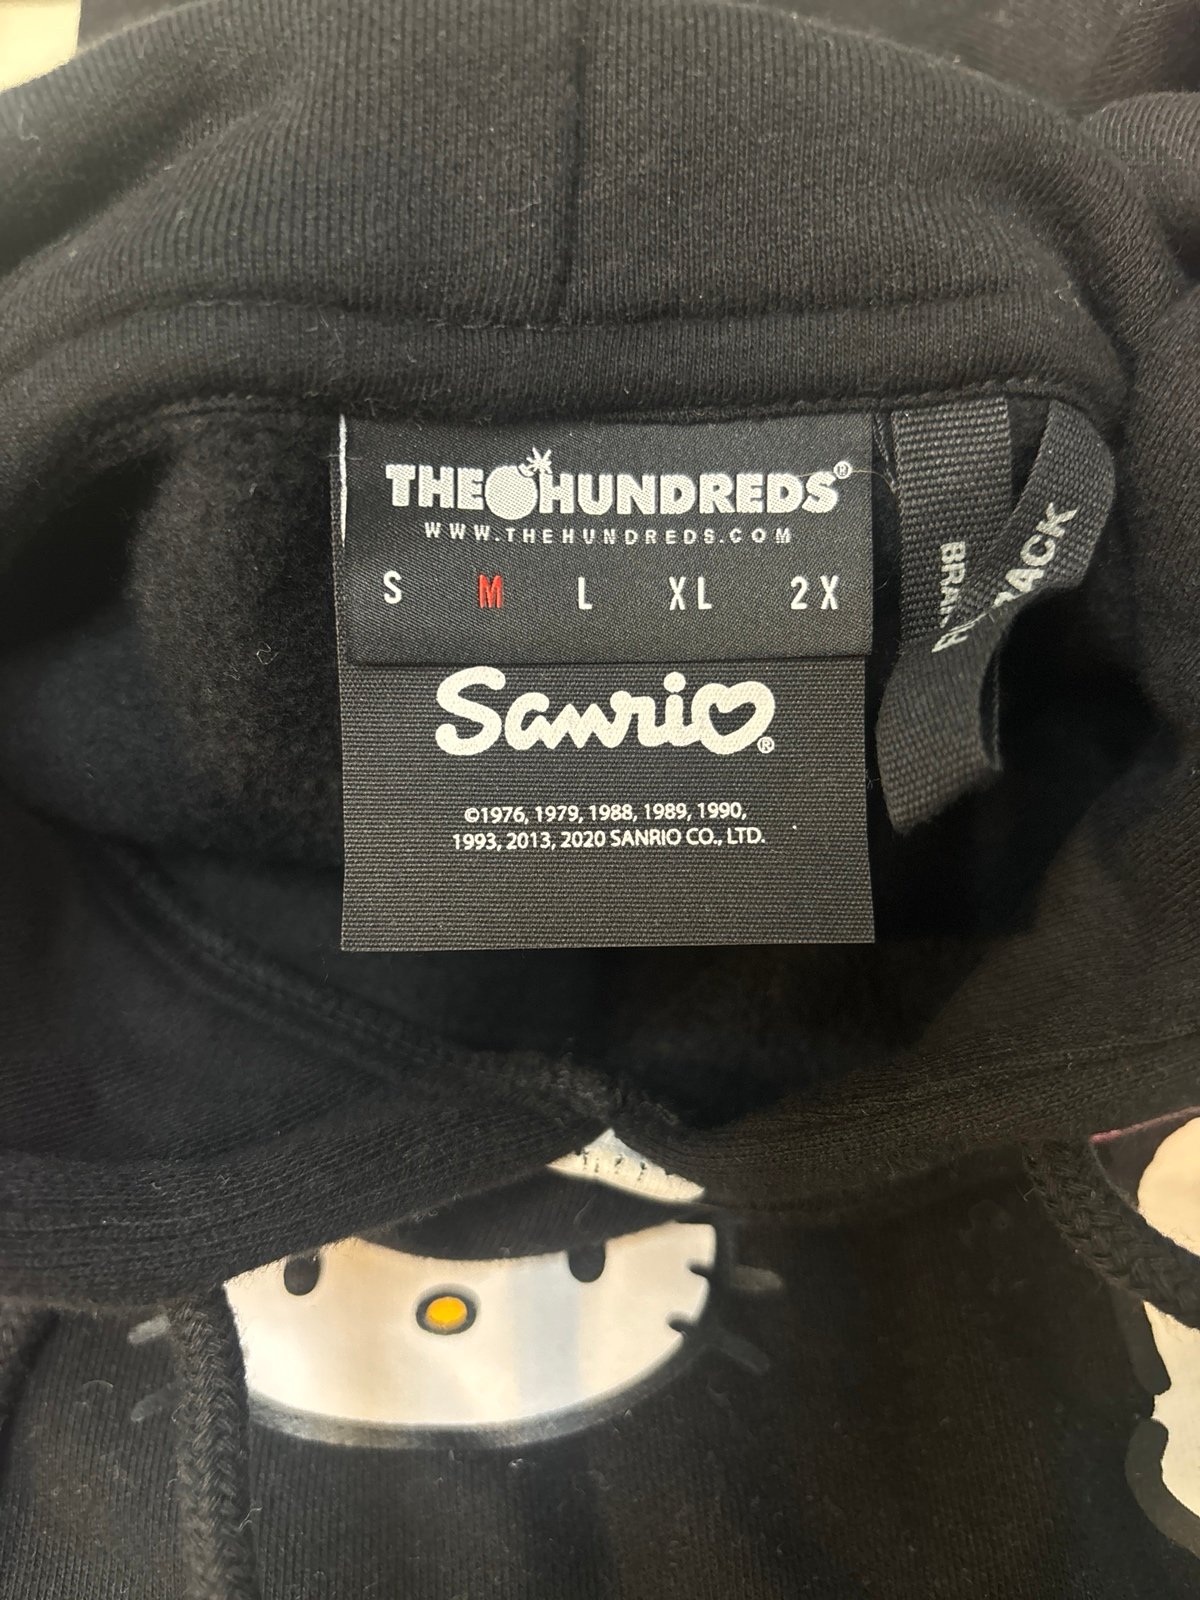 THE HUNDREDS®
WWW.THEHUNDREDS.COM
S M L XL 2X
Sanrio®
©1976, 1979, 1988, 1989, 1990,
1993, 2013, 2020 SANRIO CO., LTD.